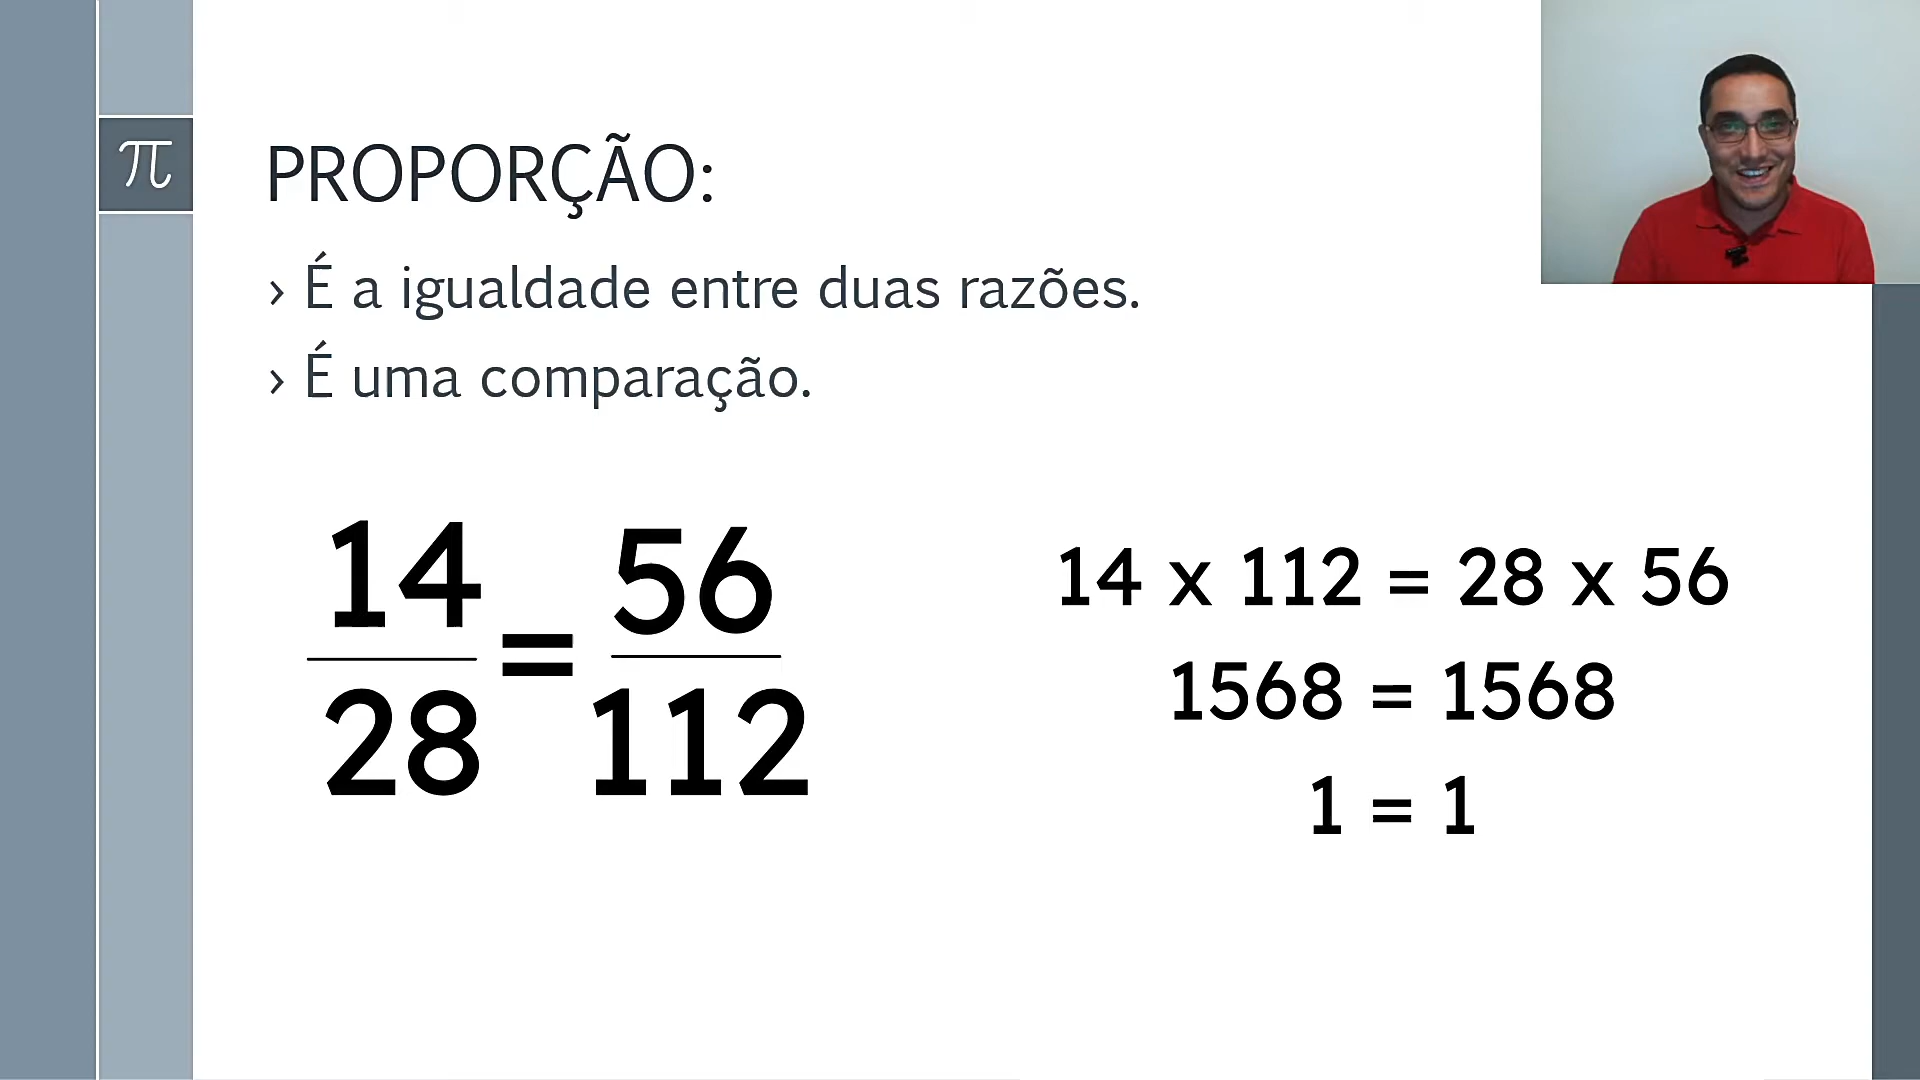 π
PROPORÇÃO:
› É a igualdade entre duas razões.
› É uma comparação.
14/28 = 56/112
14 x 112 = 28 x 56
1568 = 1568
1 = 1